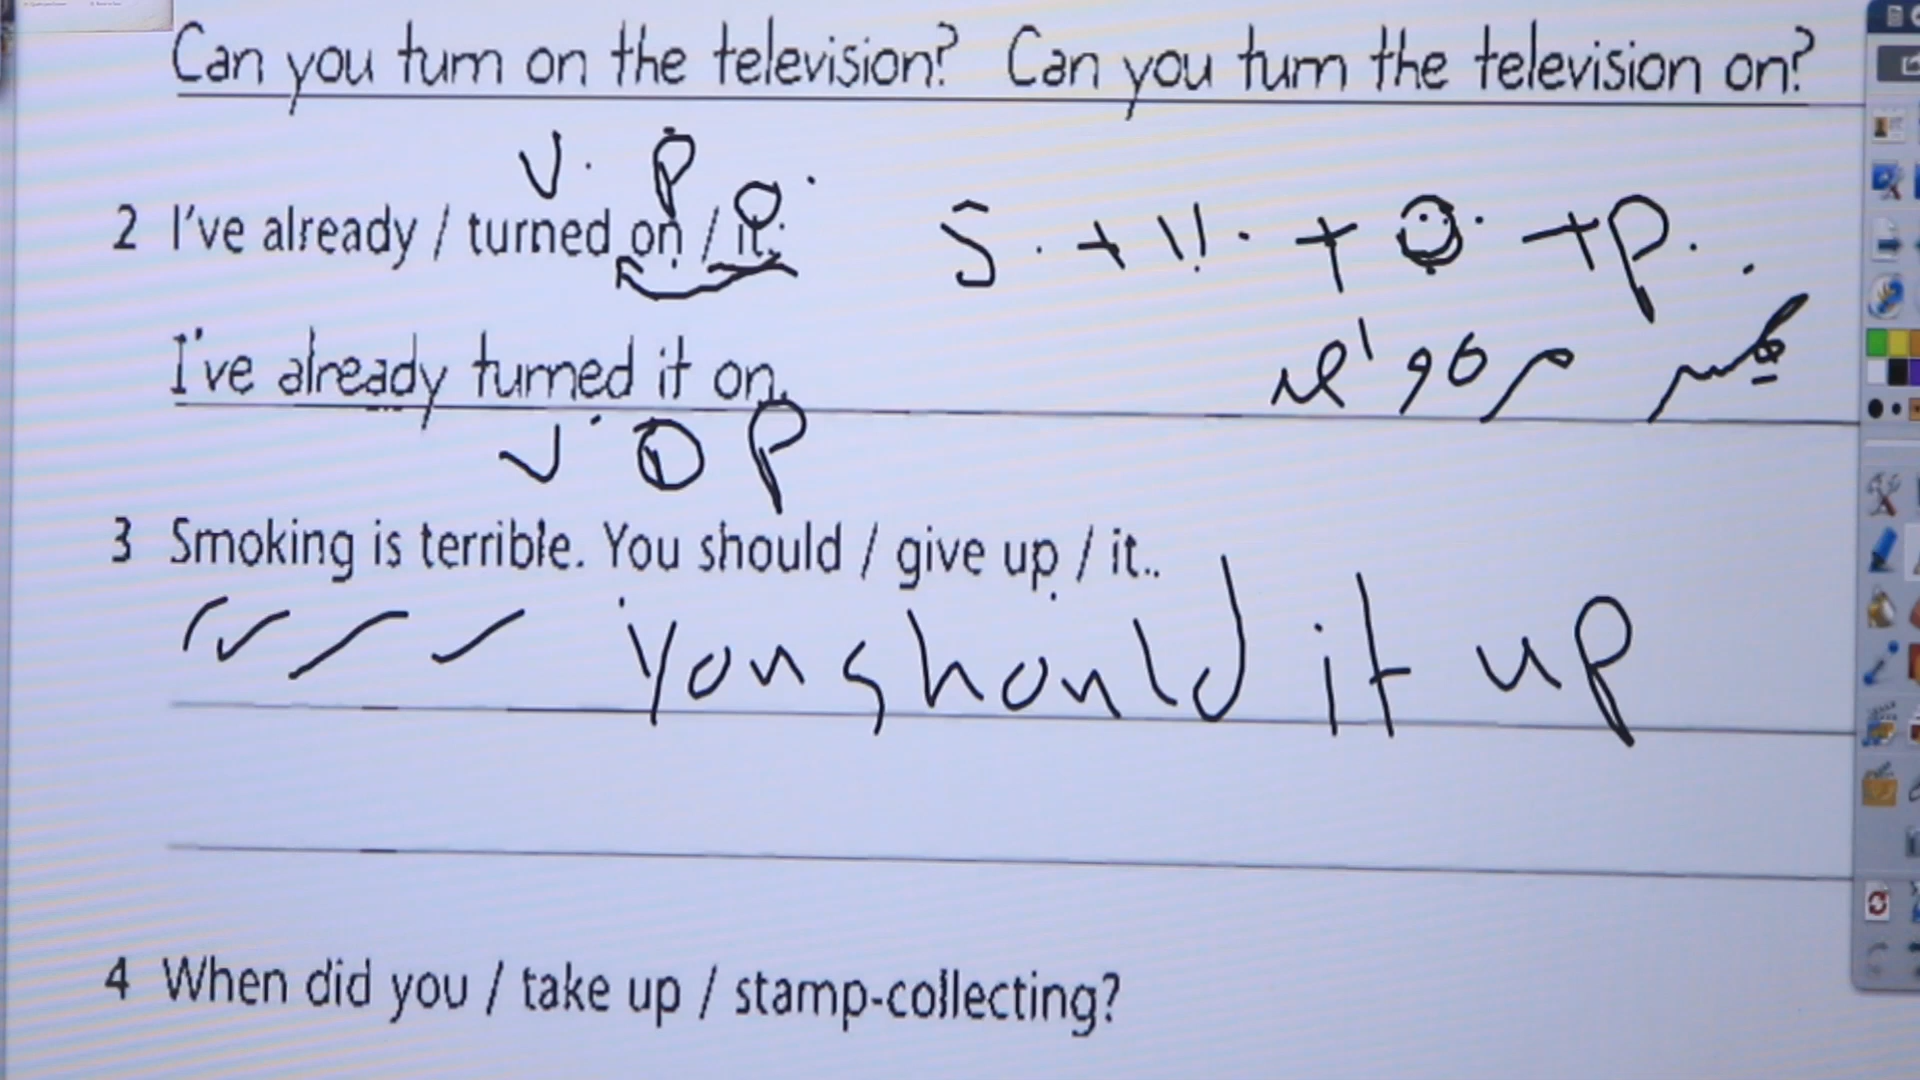 Can you turn on the television? Can you turn the television on?
V. P
O.
2 I've already / turned on / it. S. + V. + O. + P.
I've already turned it on.
V. O P
3 Smoking is terrible. You should / give up / it..
You should it up
4 When did you / take up / stamp-collecting?